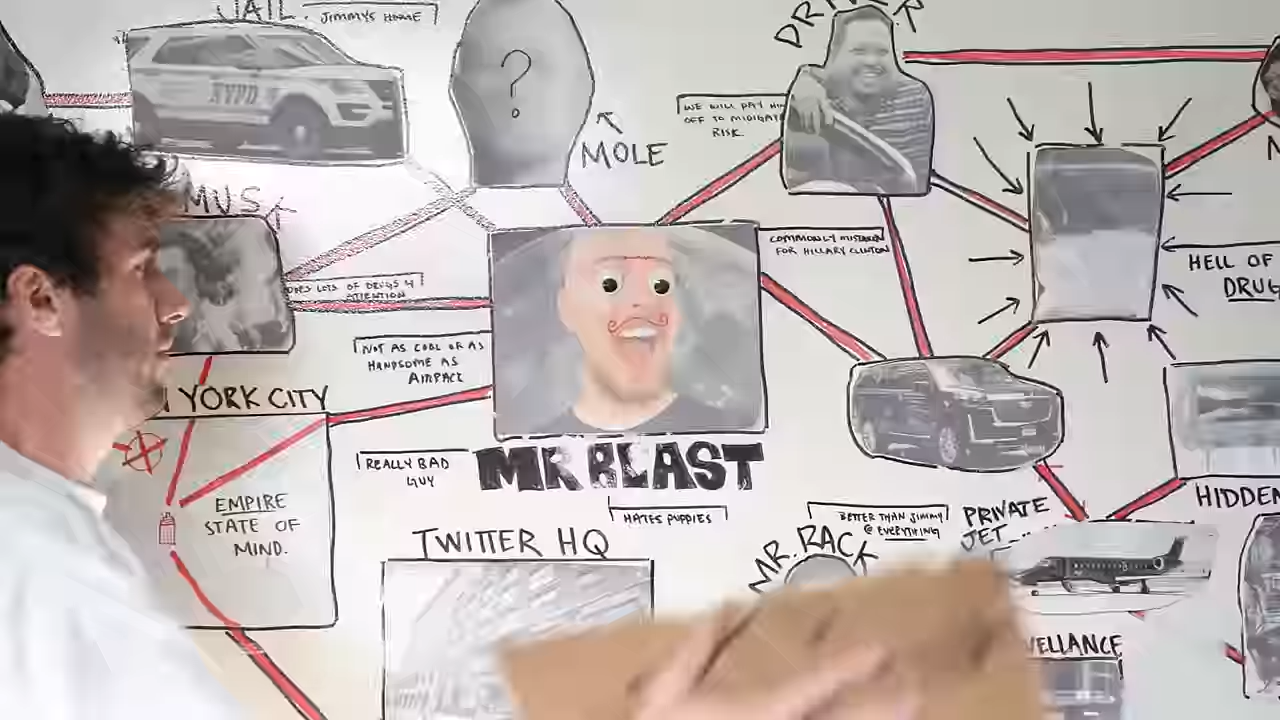 JAIL.
JIMMYS HOME
DRIVER
NYPD
?
WE WILL PAY HIM
OFF TO MIDIGATE
RISK.
MOLE
MUSK
COMMONLY MISTAKEN
FOR HILLARY CLINTON
HELL OF
DRUG
DOES LOTS OF DRUGS 4
ATTENTION
NOT AS COOL OR AS
HANDSOME AS
AIRPACK
YORK CITY
REALLY BAD
GUY
MR BLAST
EMPIRE
STATE OF
MIND.
HATES PUPPIES
BETTER THAN JIMMY
@ EVERYTHING
PRIVATE
JET...
HIDDEN
TWITTER HQ
MR. RACK
VELLANCE